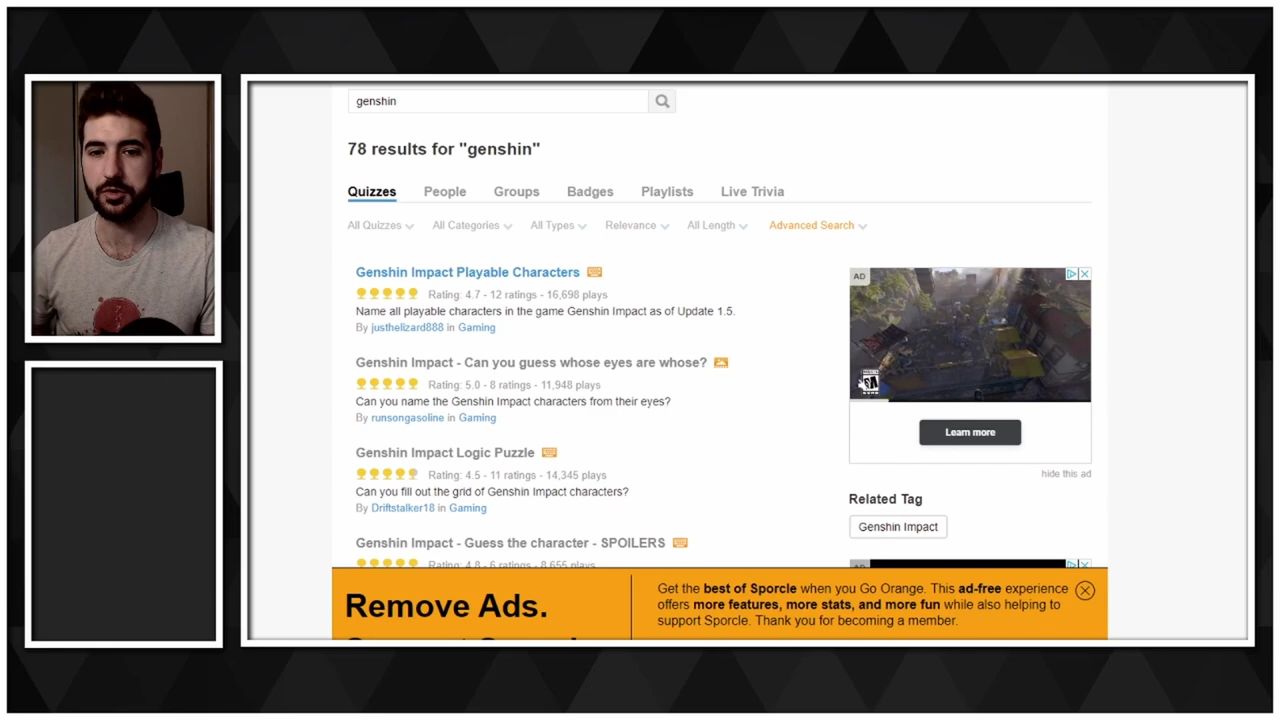 genshin
78 results for "genshin"
Quizzes People Groups Badges Playlists Live Trivia
All Quizzes All Categories All Types Relevance All Length Advanced Search
Genshin Impact Playable Characters
Rating: 4.7 - 12 ratings - 16,698 plays
Name all playable characters in the game Genshin Impact as of Update 1.5.
By justhelizard888 in Gaming
Genshin Impact - Can you guess whose eyes are whose?
Rating: 5.0 - 8 ratings - 11,948 plays
Can you name the Genshin Impact characters from their eyes?
By runsongasoline in Gaming
Genshin Impact Logic Puzzle
Rating: 4.5 - 11 ratings - 14,345 plays
Can you fill out the grid of Genshin Impact characters?
By Driftstalker18 in Gaming
Genshin Impact - Guess the character - SPOILERS
Rating: 4.8 - 6 ratings - 8,655 plays
AD
Learn more
hide this ad
Related Tag
Genshin Impact
Remove Ads.
Get the best of Sporcle when you Go Orange. This ad-free experience
offers more features, more stats, and more fun while also helping to
support Sporcle. Thank you for becoming a member.